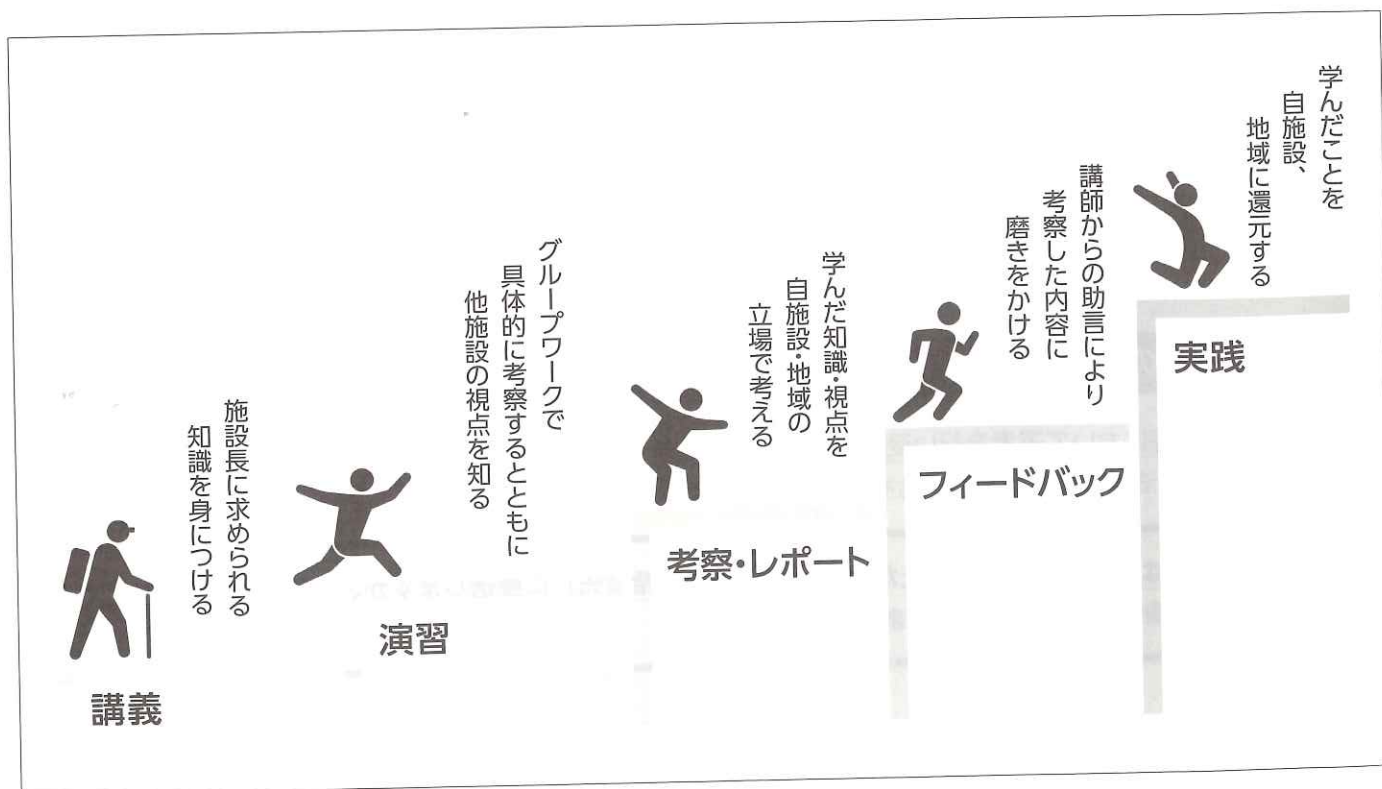 施設長に求められる
知識を身につける
講義
グループワークで
具体的に考察するとともに
他施設の視点を知る
演習
学んだ知識・視点を
自施設・地域の
立場で考える
考察・レポート
講師からの助言により
考察した内容に
磨きをかける
フィードバック
学んだことを
自施設、
地域に還元する
実践